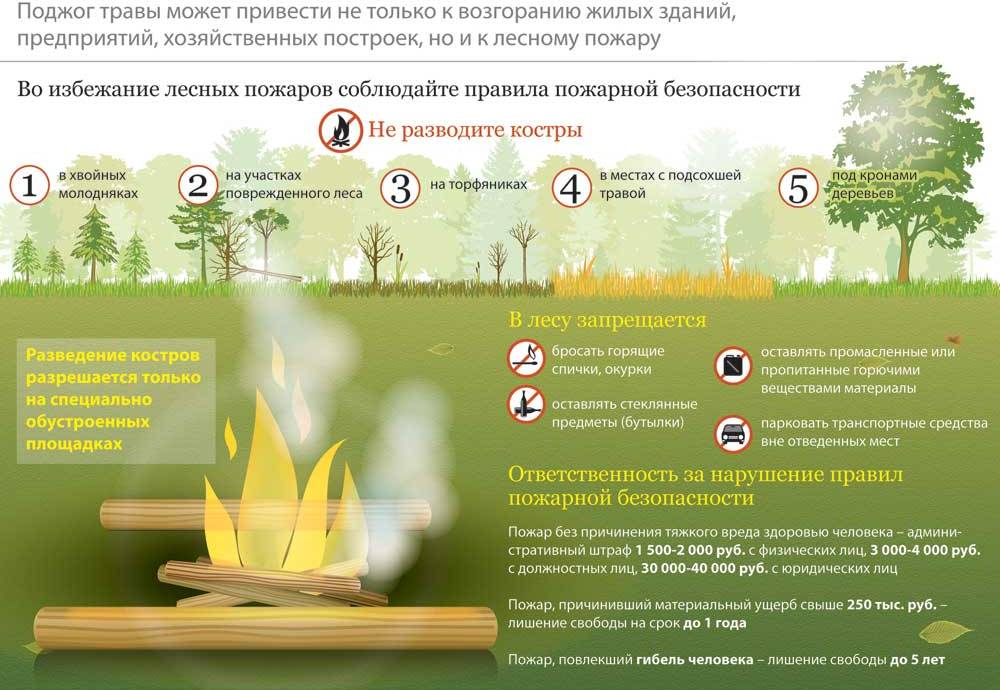 Поджог травы может привести не только к возгоранию жилых зданий,
предприятий, хозяйственных построек, но и к лесному пожару
Во избежание лесных пожаров соблюдайте правила пожарной безопасности
Не разводите костры
1 в хвойных
молодняках
2 на участках
поврежденного леса
3 на торфяниках
4 в местах с подсохшей
травой
5 под кронами
деревьев
Разведение костров
разрешается только
на специально
обустроенных
площадках
В лесу запрещается
бросать горящие
спички, окурки
оставлять стеклянные
предметы (бутылки)
оставлять промасленные или
пропитанные горючими
веществами материалы
парковать транспортные средства
вне отведенных мест
Ответственность за нарушение правил
пожарной безопасности
Пожар без причинения тяжкого вреда здоровью человека – админи-
стративный штраф 1 500-2 000 руб. с физических лиц, 3 000-4 000 руб.
с должностных лиц, 30 000-40 000 руб. с юридических лиц
Пожар, причинивший материальный ущерб свыше 250 тыс. руб. –
лишение свободы на срок до 1 года
Пожар, повлекший гибель человека – лишение свободы до 5 лет